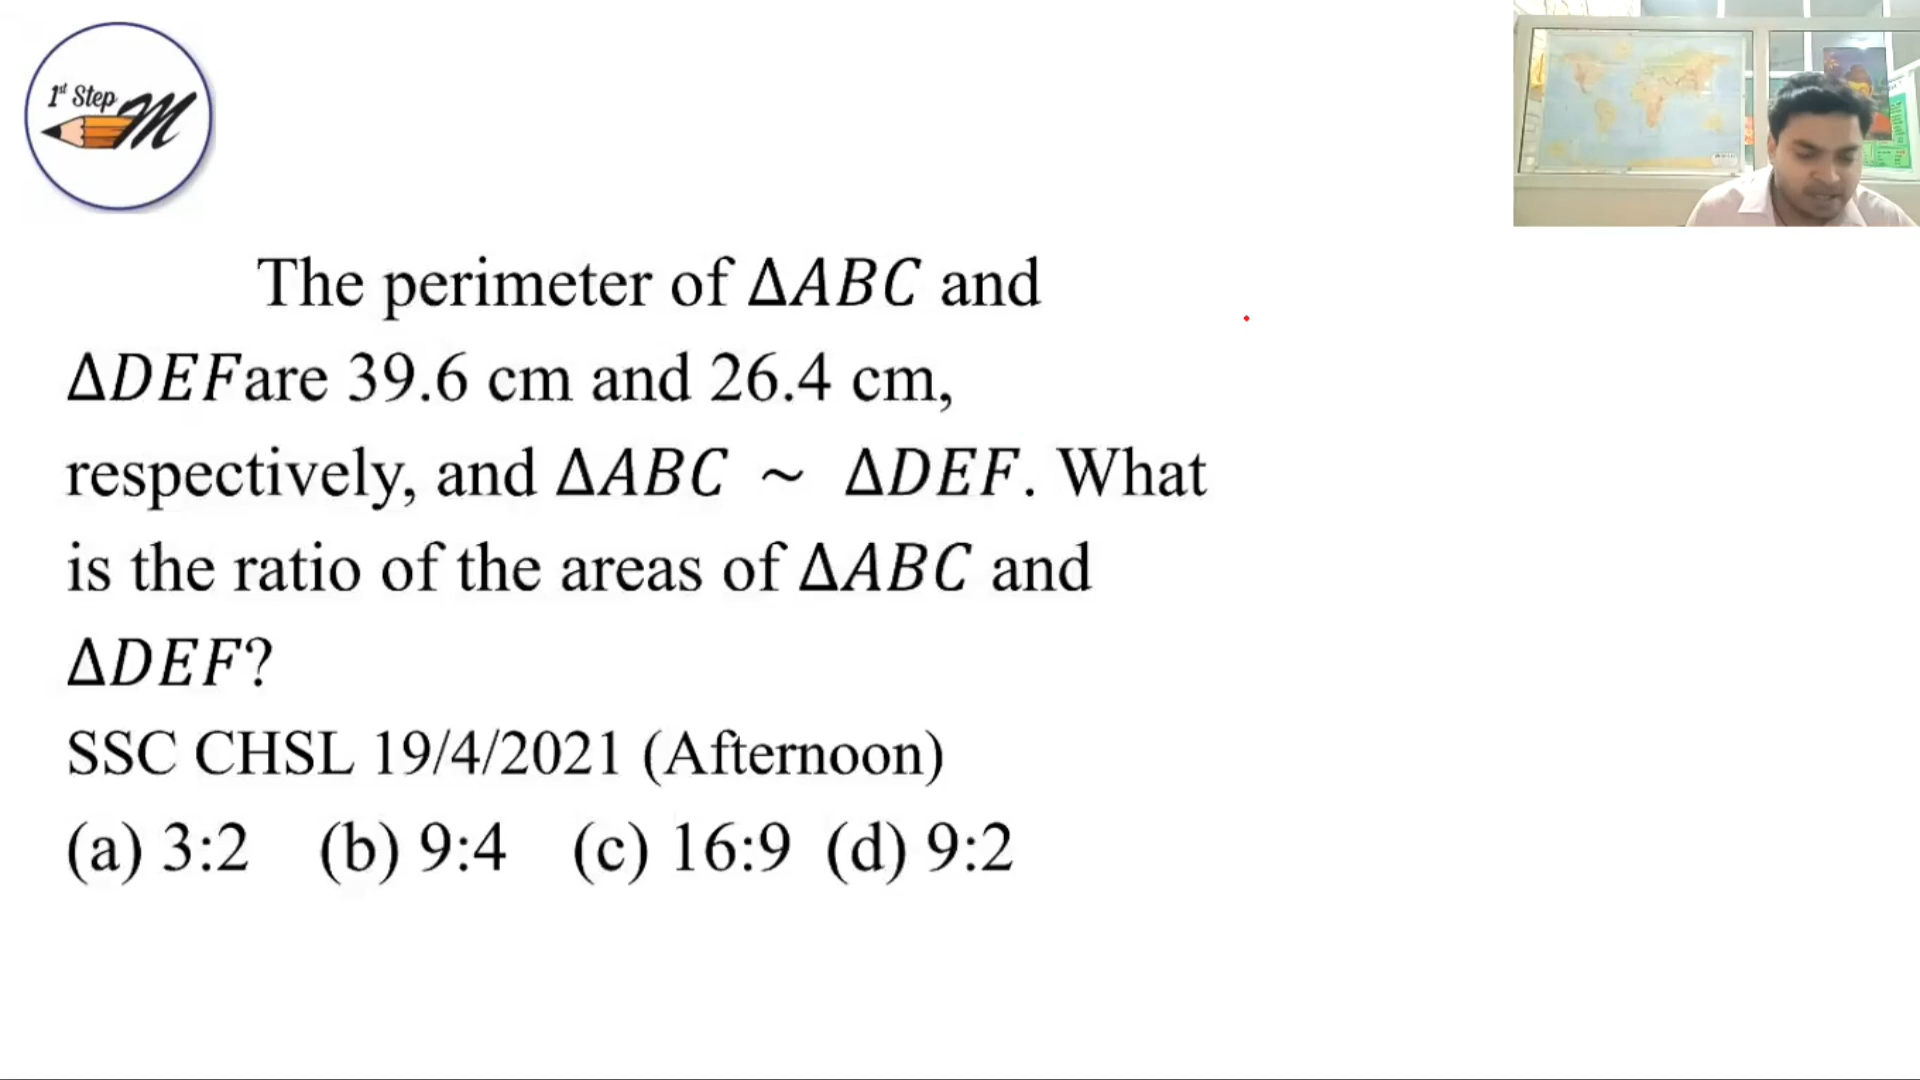 1st Step M
The perimeter of ΔABC and
ΔDEFare 39.6 cm and 26.4 cm,
respectively, and ΔABC ~ ΔDEF. What
is the ratio of the areas of ΔABC and
ΔDEF?
SSC CHSL 19/4/2021 (Afternoon)
(a) 3:2 (b) 9:4 (c) 16:9 (d) 9:2